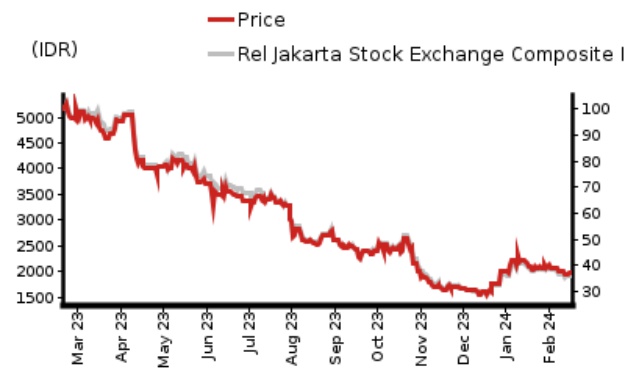 Price
(IDR)
Rel Jakarta Stock Exchange Composite I
5000
4500
4000
3500
3000
2500
2000
1500
100
90
80
70
60
50
40
30
Mar 23
Apr 23
May 23
Jun 23
Jul 23
Aug 23
Sep 23
Oct 23
Nov 23
Dec 23
Jan 24
Feb 24